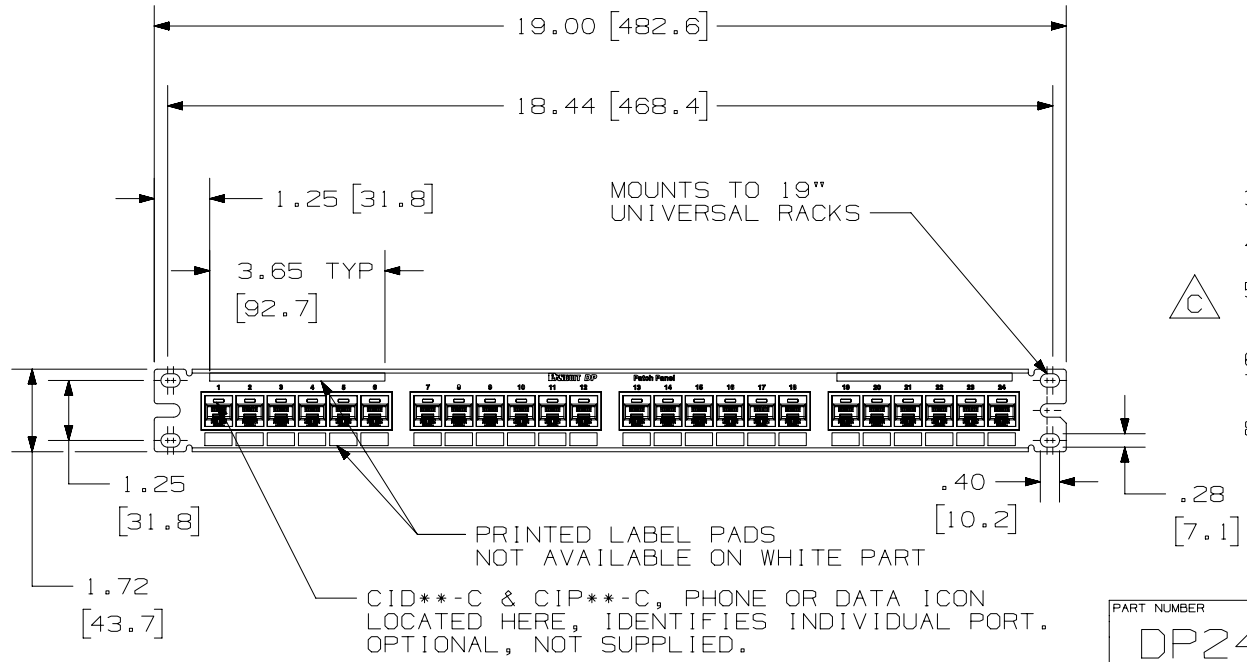 19.00 [482.6]
18.44 [468.4]
1.25 [31.8]
MOUNTS TO 19"
UNIVERSAL RACKS
3.65 TYP
[92.7]
C
PANDUIT DP Patch Panel
1 2 3 4 5 6 7 8 9 10 11 12 13 14 15 16 17 18 19 20 21 22 23 24
1.25
[31.8]
.40
[10.2]
.28
[7.1]
PRINTED LABEL PADS
NOT AVAILABLE ON WHITE PART
1.72
[43.7]
CID**-C & CIP**-C, PHONE OR DATA ICON
LOCATED HERE, IDENTIFIES INDIVIDUAL PORT.
OPTIONAL, NOT SUPPLIED.
PART NUMBER
DP24